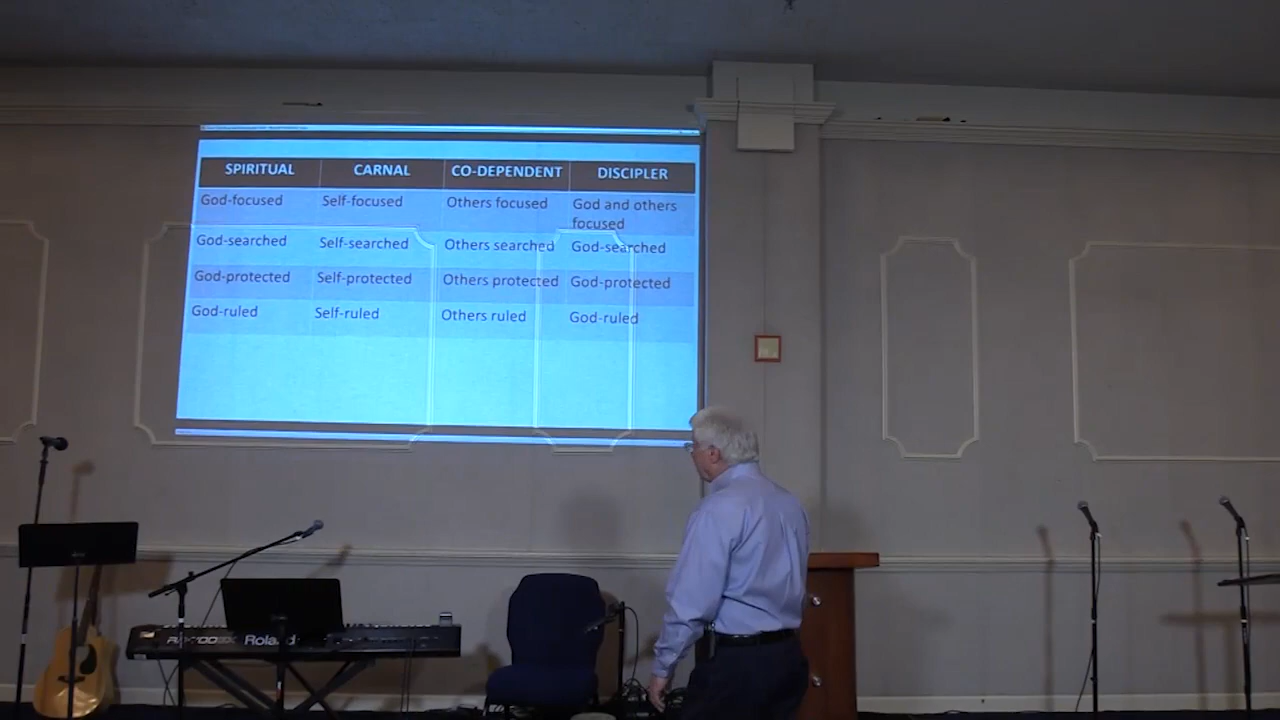 SPIRITUAL CARNAL CO-DEPENDENT DISCIPLER
God-focused Self-focused Others focused God and others
focused
God-searched Self-searched Others searched God-searched
God-protected Self-protected Others protected God-protected
God-ruled Self-ruled Others ruled God-ruled
Roland